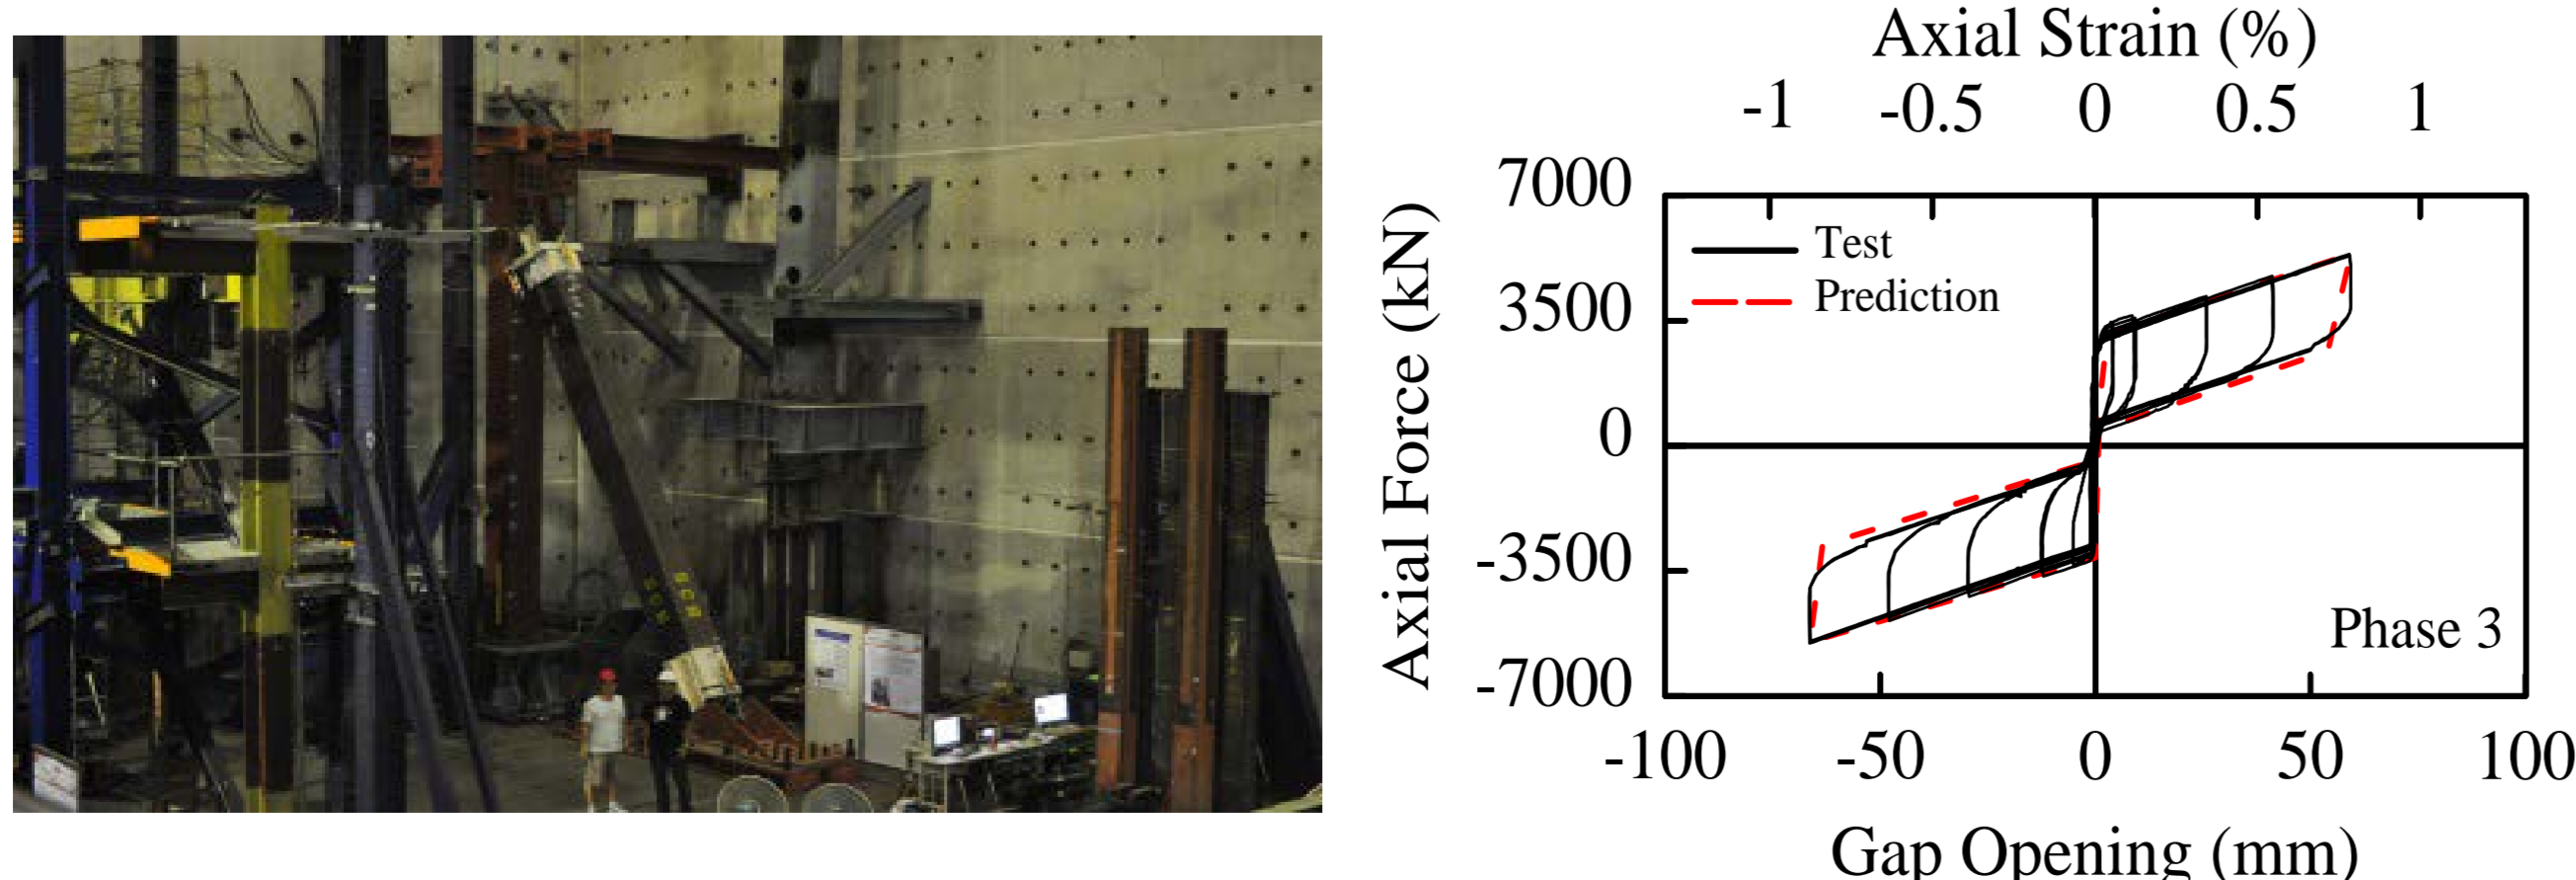 Axial Strain (%)
-1 -0.5 0 0.5 1
7000
3500
0
-3500
-7000
Axial Force (kN)
Test
Prediction
Phase 3
-100 -50 0 50 100
Gap Opening (mm)